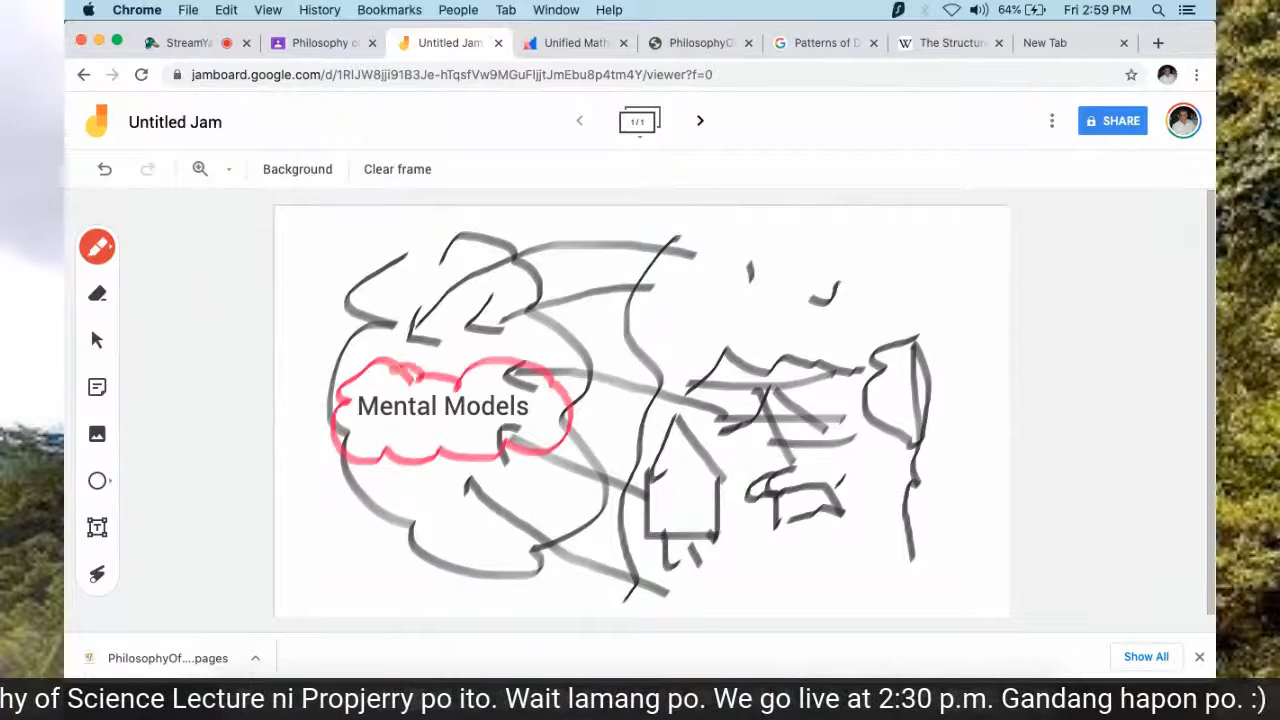 Chrome File Edit View History Bookmarks People Tab Window Help 64% Fri 2:59 PM
StreamYa Philosophy o Untitled Jam Unified Math PhilosophyO Patterns of D The Structure New Tab
jamboard.google.com/d/1RlJW8jji91B3Je-hTqsfVw9MGuFljjtJmEbu8p4tm4Y/viewer?f=0
Untitled Jam
1/1
SHARE
Background
Clear frame
Mental Models
PhilosophyOf....pages
Show All
hy of Science Lecture ni Propjerry po ito. Wait lamang po. We go live at 2:30 p.m. Gandang hapon po. :)